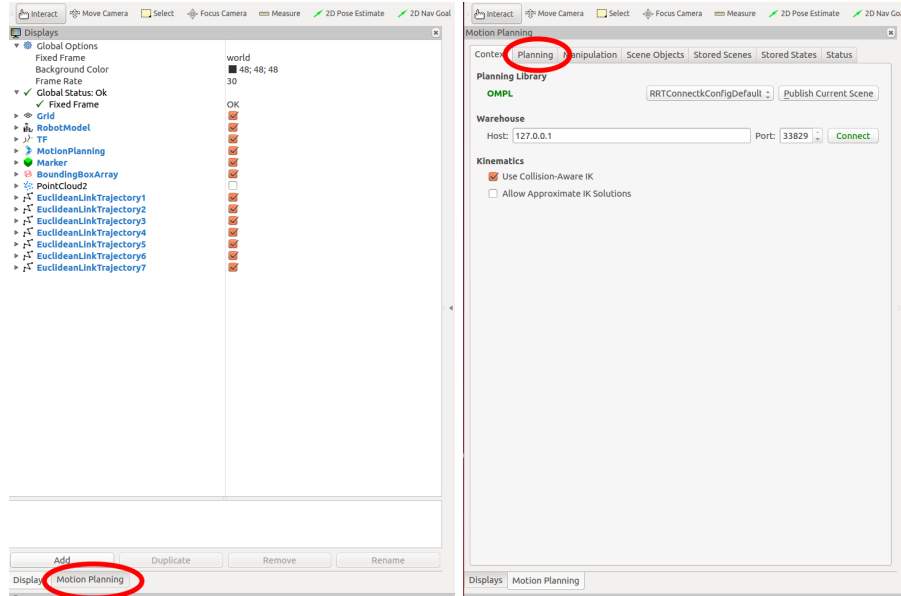 Interact Move Camera Select Focus Camera Measure 2D Pose Estimate 2D Nav Goal
Displays
Global Options
Fixed Frame world
Background Color 48; 48; 48
Frame Rate 30
Global Status: Ok
Fixed Frame OK
Grid
RobotModel
TF
MotionPlanning
Marker
BoundingBoxArray
PointCloud2
EuclideanLinkTrajectory1
EuclideanLinkTrajectory2
EuclideanLinkTrajectory3
EuclideanLinkTrajectory4
EuclideanLinkTrajectory5
EuclideanLinkTrajectory6
EuclideanLinkTrajectory7
Add Duplicate Remove Rename
Display Motion Planning
Interact Move Camera Select Focus Camera Measure 2D Pose Estimate 2D Nav Go
Motion Planning
Context Planning Manipulation Scene Objects Stored Scenes Stored States Status
Planning Library
OMPL RRTConnectkConfigDefault Publish Current Scene
Warehouse
Host: 127.0.0.1 Port: 33829 Connect
Kinematics
Use Collision-Aware IK
Allow Approximate IK Solutions
Displays Motion Planning